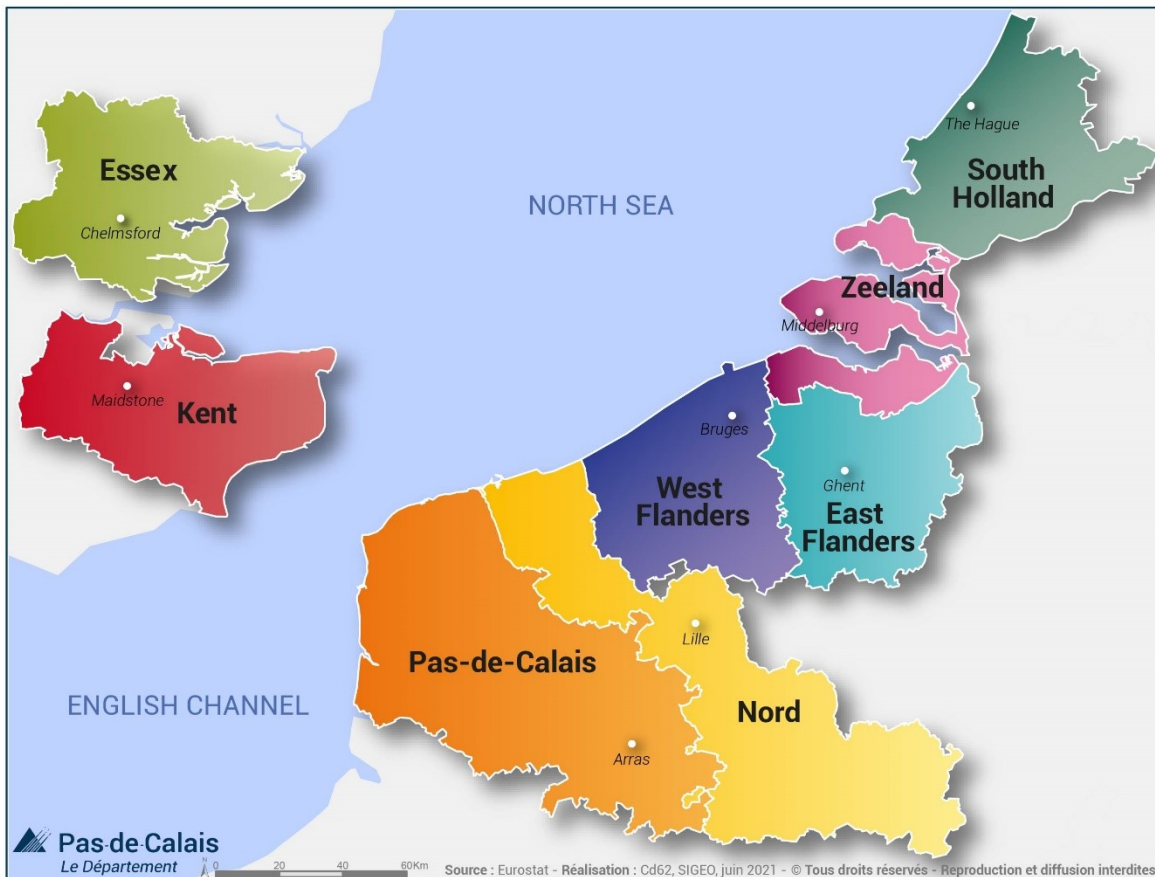 The Hague
South
Holland
Essex
Chelmsford
NORTH SEA
Zeeland
Middelburg
Maidstone
Kent
Bruges
West
Flanders
Ghent
East
Flanders
Lille
Pas-de-Calais
Nord
ENGLISH CHANNEL
Arras
Pas-de-Calais
Le Département
N
0 20 40 60Km
Source : Eurostat - Réalisation : Cd62, SIGEO, juin 2021 - © Tous droits réservés - Reproduction et diffusion interdites